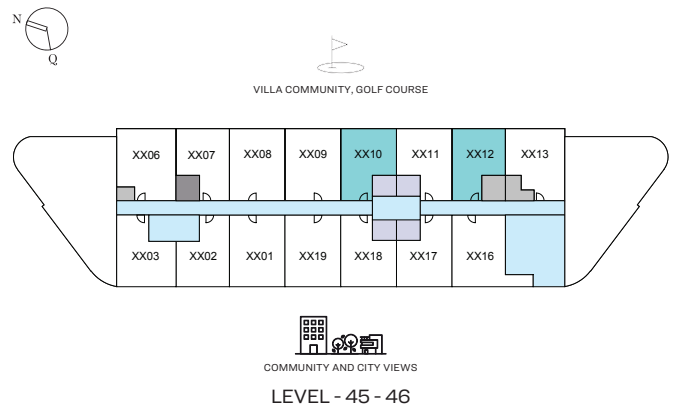 N
Q
VILLA COMMUNITY, GOLF COURSE
XX06 XX07 XX08 XX09 XX10 XX11 XX12 XX13
XX03 XX02 XX01 XX19 XX18 XX17 XX16
COMMUNITY AND CITY VIEWS
LEVEL - 45 - 46